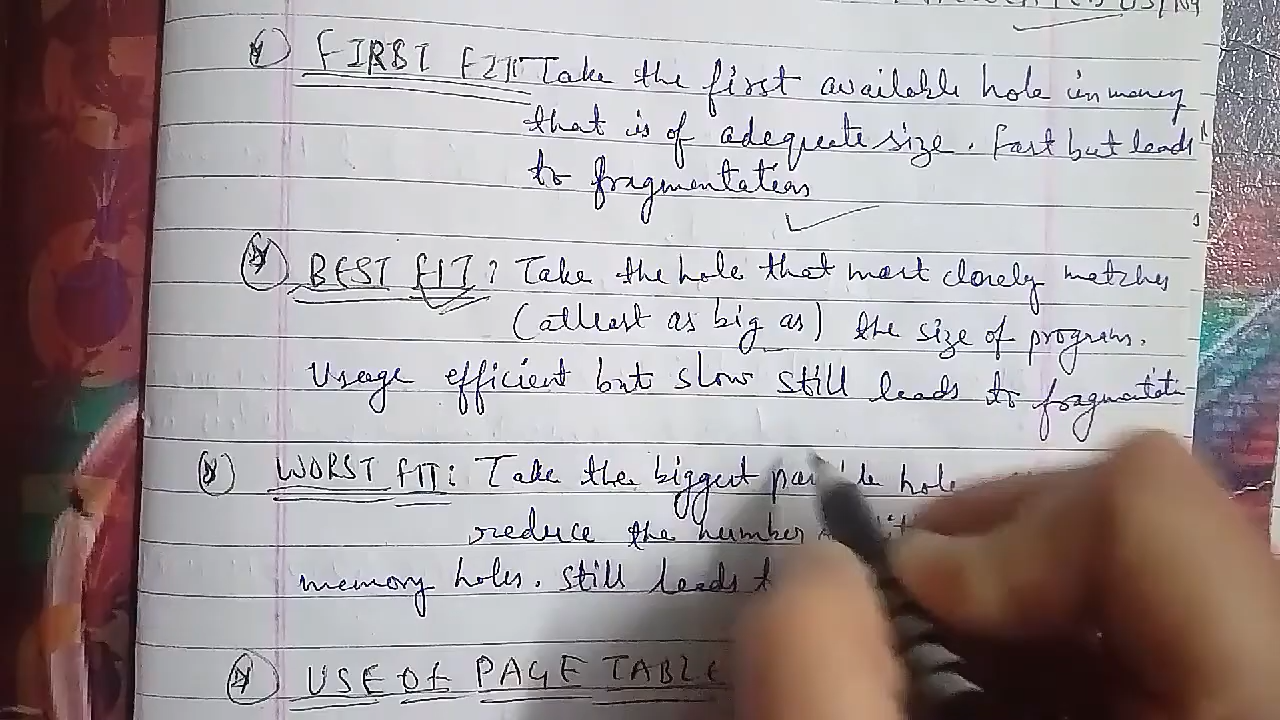 FIRST FIT Take the first available hole in memory
that is of adequate size. Fast but leads
to fragmentation
BEST FIT: Take the hole that most closely matches
(atleast as big as) the size of program.
Usage efficient but slow still leads to fragmentati
WORST FIT: Take the biggest hole
reduce the number
memory holes. Still leads t
USE OF PAGE TABLE